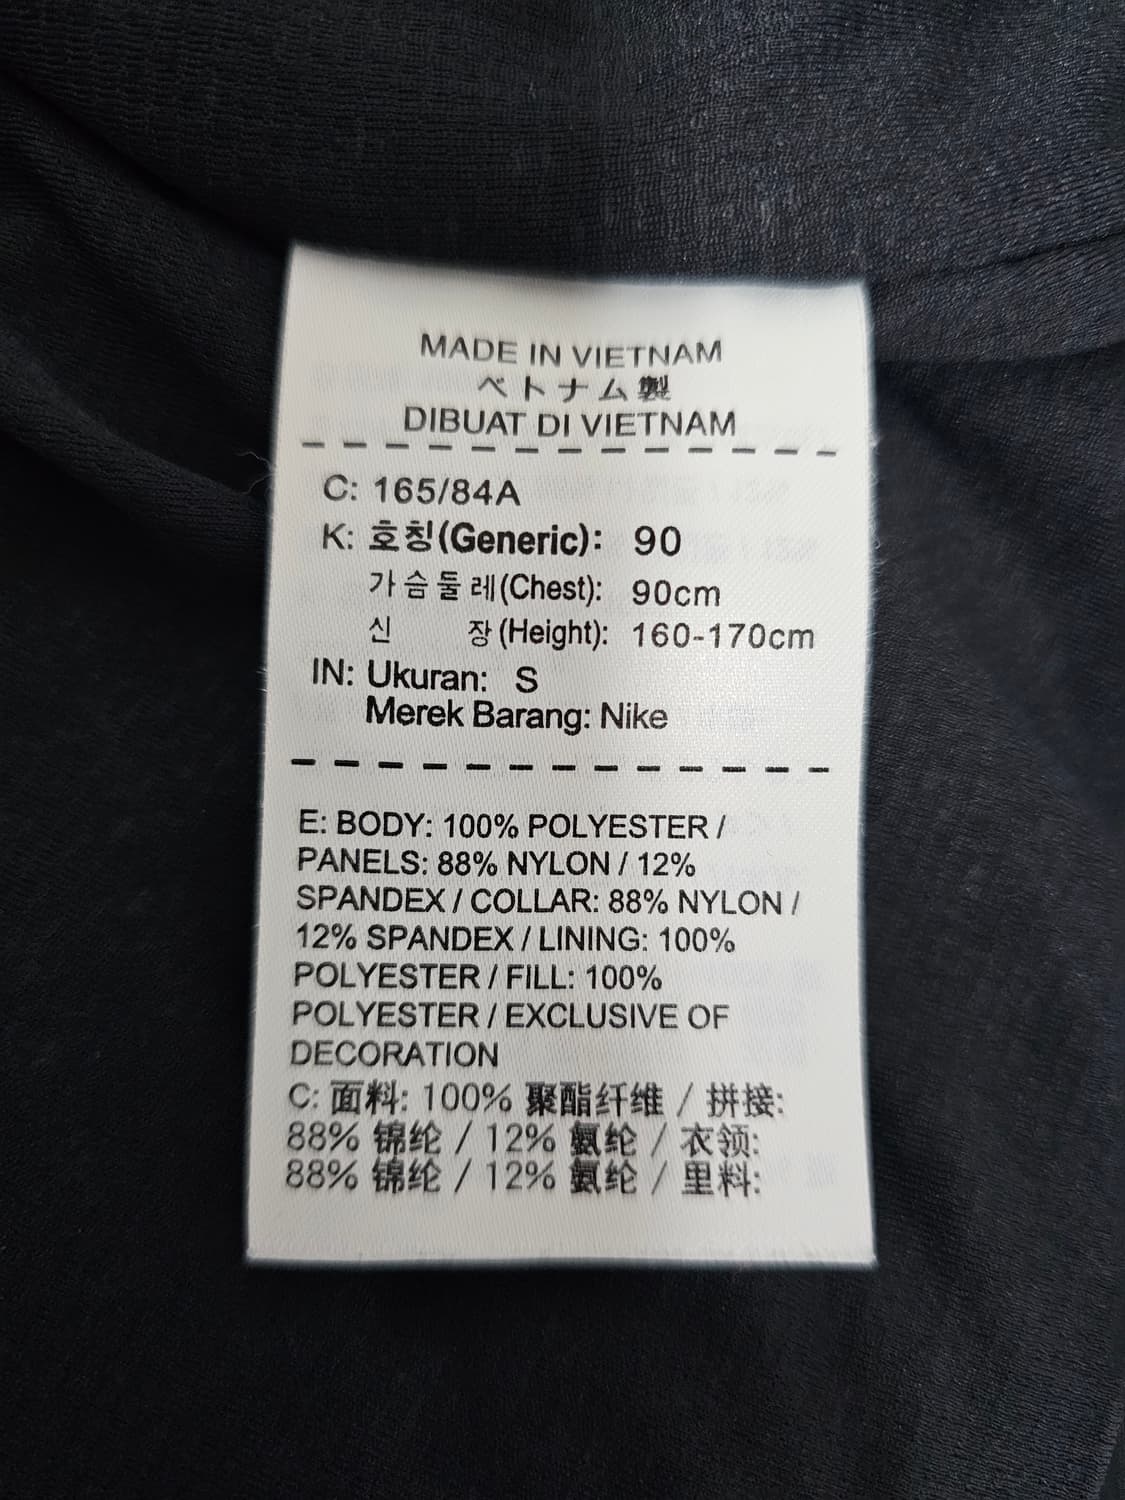 MADE IN VIETNAM
ベトナム製
DIBUAT DI VIETNAM
C: 165/84A
K: 호칭(Generic): 90
가슴둘레(Chest): 90cm
신 장(Height): 160-170cm
IN: Ukuran: S
Merek Barang: Nike
E: BODY: 100% POLYESTER /
PANELS: 88% NYLON / 12%
SPANDEX / COLLAR: 88% NYLON /
12% SPANDEX / LINING: 100%
POLYESTER / FILL: 100%
POLYESTER / EXCLUSIVE OF
DECORATION
C: 面料: 100% 聚酯纤维 / 拼接:
88% 锦纶 / 12% 氨纶 / 衣领:
88% 锦纶 / 12% 氨纶 / 里料: